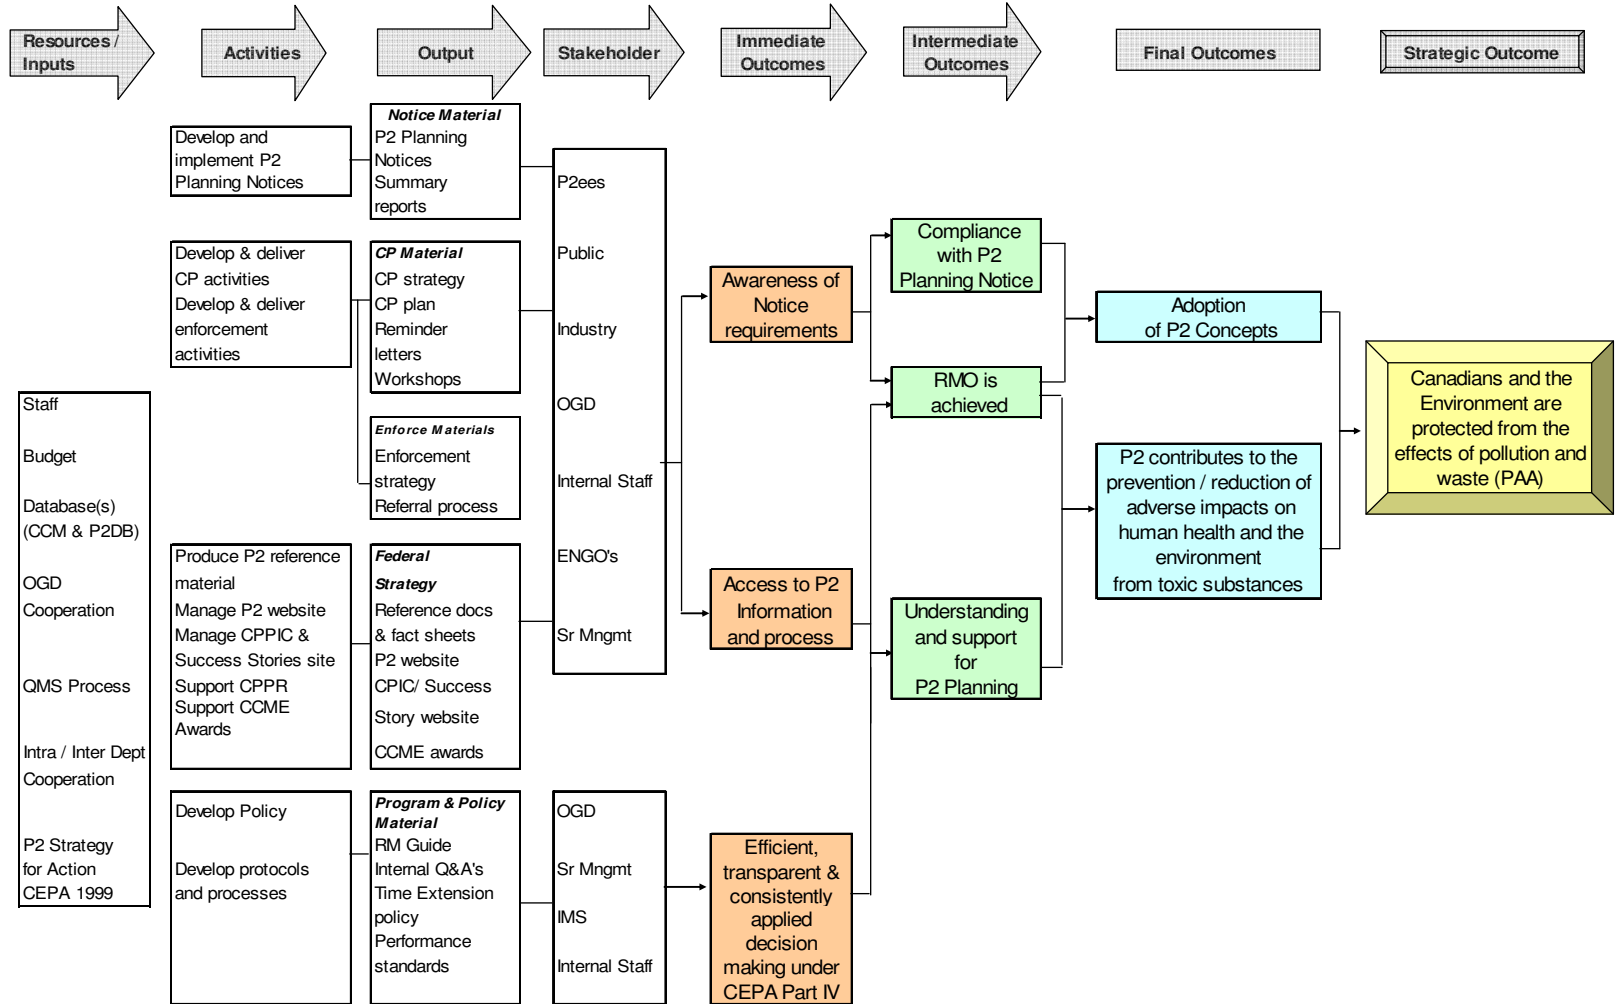 Resources /
Inputs
Activities
Output
Stakeholder
Immediate
Outcomes
Intermediate
Outcomes
Final Outcomes
Strategic Outcome
Staff
Budget
Database(s)
(CCM & P2DB)
OGD
Cooperation
QMS Process
Intra / Inter Dept
Cooperation
P2 Strategy
for Action
CEPA 1999
Develop and
implement P2
Planning Notices
Develop & deliver
CP activities
Develop & deliver
enforcement
activities
Produce P2 reference
material
Manage P2 website
Manage CPPIC &
Success Stories site
Support CPPR
Support CCME
Awards
Develop Policy
Develop protocols
and processes
Notice Material
P2 Planning
Notices
Summary
reports
CP Material
CP strategy
CP plan
Reminder
letters
Workshops
Enforce Materials
Enforcement
strategy
Referral process
Federal
Strategy
Reference docs
& fact sheets
P2 website
CPIC/ Success
Story website
CCME awards
Program & Policy
Material
RM Guide
Internal Q&A's
Time Extension
policy
Performance
standards
P2ees
Public
Industry
OGD
Internal Staff
ENGO's
Sr Mngmt
OGD
Sr Mngmt
IMS
Internal Staff
Awareness of
Notice
requirements
Access to P2
Information
and process
Efficient,
transparent &
consistently
applied
decision
making under
CEPA Part IV
Compliance
with P2
Planning Notice
RMO is
achieved
Understanding
and support
for
P2 Planning
Adoption
of P2 Concepts
P2 contributes to the
prevention / reduction of
adverse impacts on
human health and the
environment
from toxic substances
Canadians and the
Environment are
protected from the
effects of pollution and
waste (PAA)